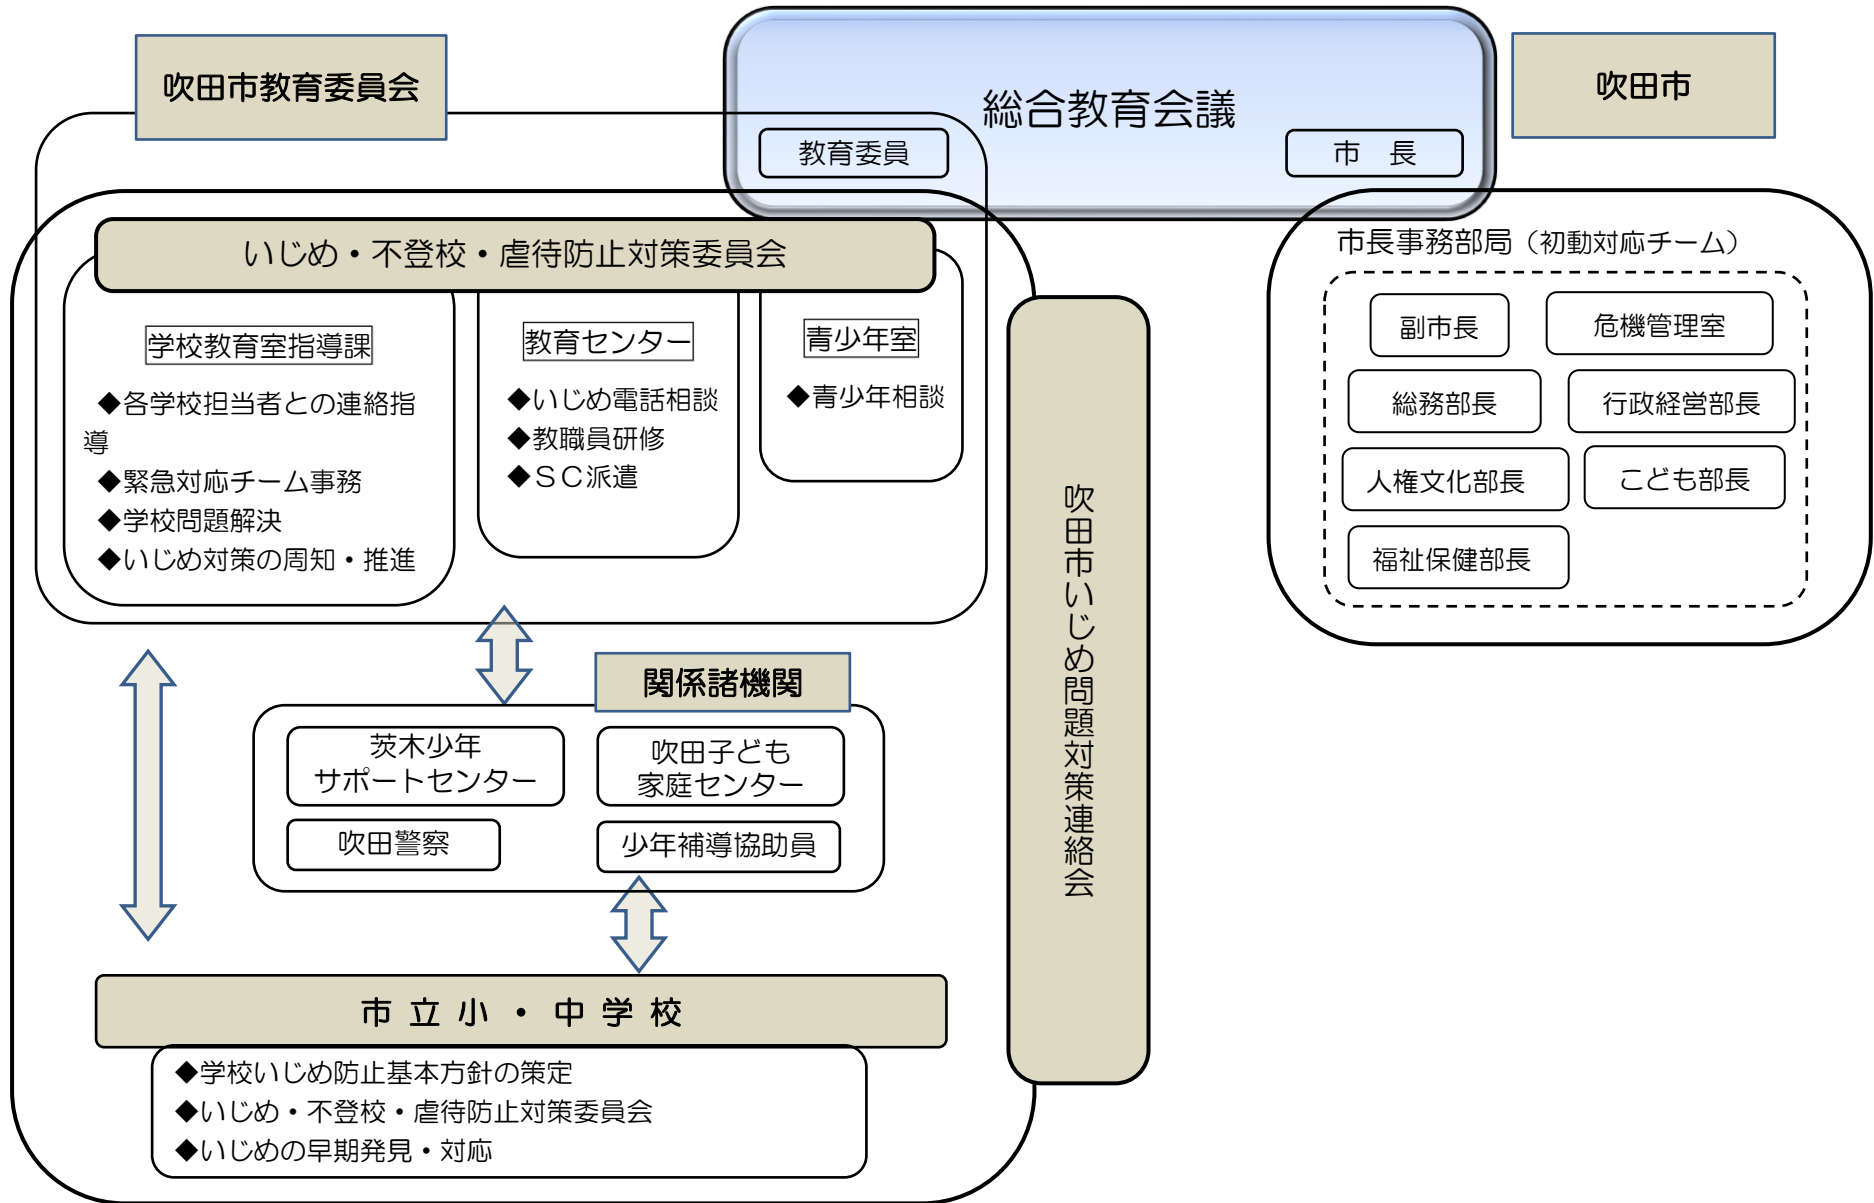 吹田市教育委員会
総合教育会議
吹田市
教育委員
市　長
いじめ・不登校・虐待防止対策委員会
学校教育室指導課
◆各学校担当者との連絡指
導
◆緊急対応チーム事務
◆学校問題解決
◆いじめ対策の周知・推進
教育センター
◆いじめ電話相談
◆教職員研修
◆ＳＣ派遣
青少年室
◆青少年相談
市長事務部局（初動対応チーム）
副市長
危機管理室
総務部長
行政経営部長
人権文化部長
こども部長
福祉保健部長
吹田市いじめ問題対策連絡会
関係諸機関
茨木少年
サポートセンター
吹田子ども
家庭センター
吹田警察
少年補導協助員
市 立 小 ・ 中 学 校
◆学校いじめ防止基本方針の策定
◆いじめ・不登校・虐待防止対策委員会
◆いじめの早期発見・対応